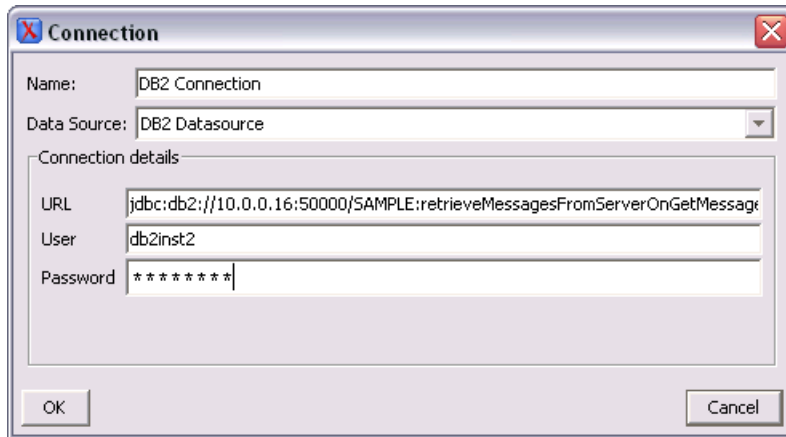 Connection
Name: DB2 Connection
Data Source: DB2 Datasource
Connection details
URL jdbc:db2://10.0.0.16:50000/SAMPLE:retrieveMessagesFromServerOnGetMessage
User db2inst2
Password ********
OK Cancel